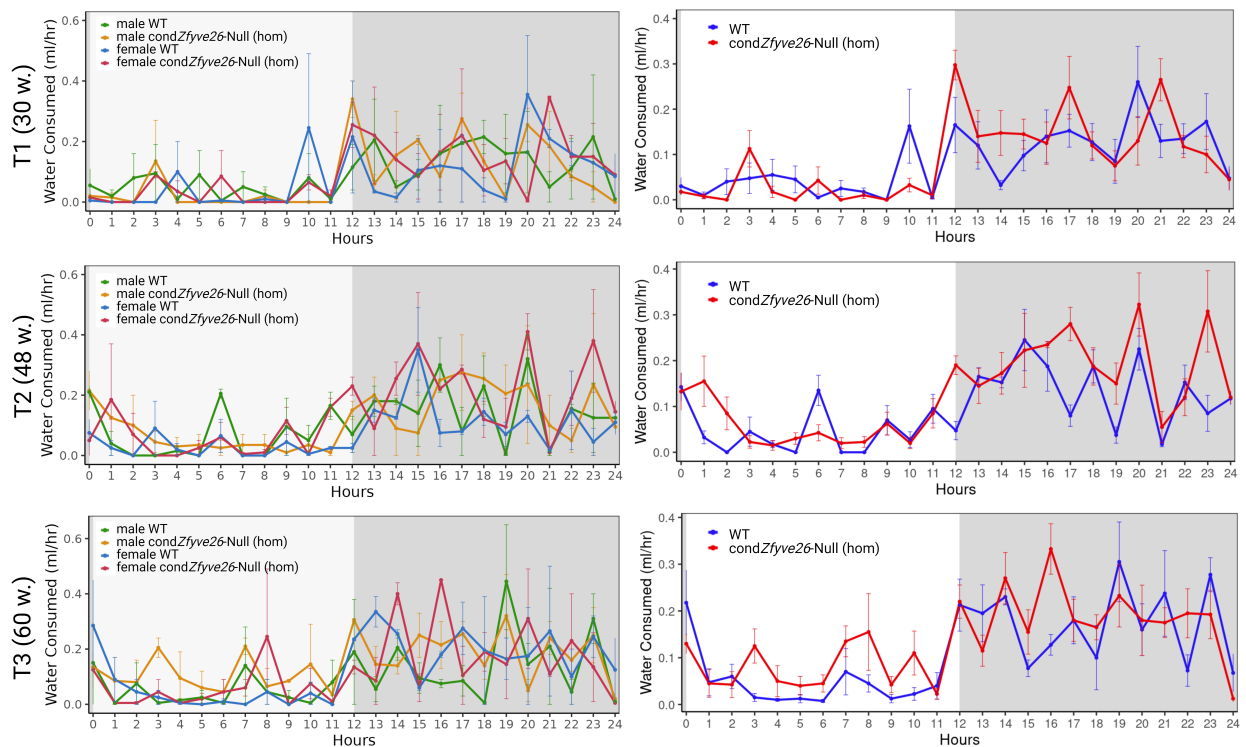 T1 (30 w.)
Water Consumed (ml/hr)
0.6
0.4
0.2
0.0
male WT
male condZfyve26-Null (hom)
female WT
female condZfyve26-Null (hom)
0 1 2 3 4 5 6 7 8 9 10 11 12 13 14 15 16 17 18 19 20 21 22 23 24
Hours
Water Consumed (ml/hr)
0.4
0.3
0.2
0.1
0.0
WT
condZfyve26-Null (hom)
0 1 2 3 4 5 6 7 8 9 10 11 12 13 14 15 16 17 18 19 20 21 22 23 24
Hours
T2 (48 w.)
Water Consumed (ml/hr)
0.6
0.4
0.2
0.0
male WT
male condZfyve26-Null (hom)
female WT
female condZfyve26-Null (hom)
0 1 2 3 4 5 6 7 8 9 10 11 12 13 14 15 16 17 18 19 20 21 22 23 24
Hours
Water Consumed (ml/hr)
0.4
0.3
0.2
0.1
0.0
WT
condZfyve26-Null (hom)
0 1 2 3 4 5 6 7 8 9 10 11 12 13 14 15 16 17 18 19 20 21 22 23 24
Hours
T3 (60 w.)
Water Consumed (ml/hr)
0.6
0.4
0.2
0.0
male WT
male condZfyve26-Null (hom)
female WT
female condZfyve26-Null (hom)
0 1 2 3 4 5 6 7 8 9 10 11 12 13 14 15 16 17 18 19 20 21 22 23 24
Hours
Water Consumed (ml/hr)
0.4
0.3
0.2
0.1
0.0
WT
condZfyve26-Null (hom)
0 1 2 3 4 5 6 7 8 9 10 11 12 13 14 15 16 17 18 19 20 21 22 23 24
Hours